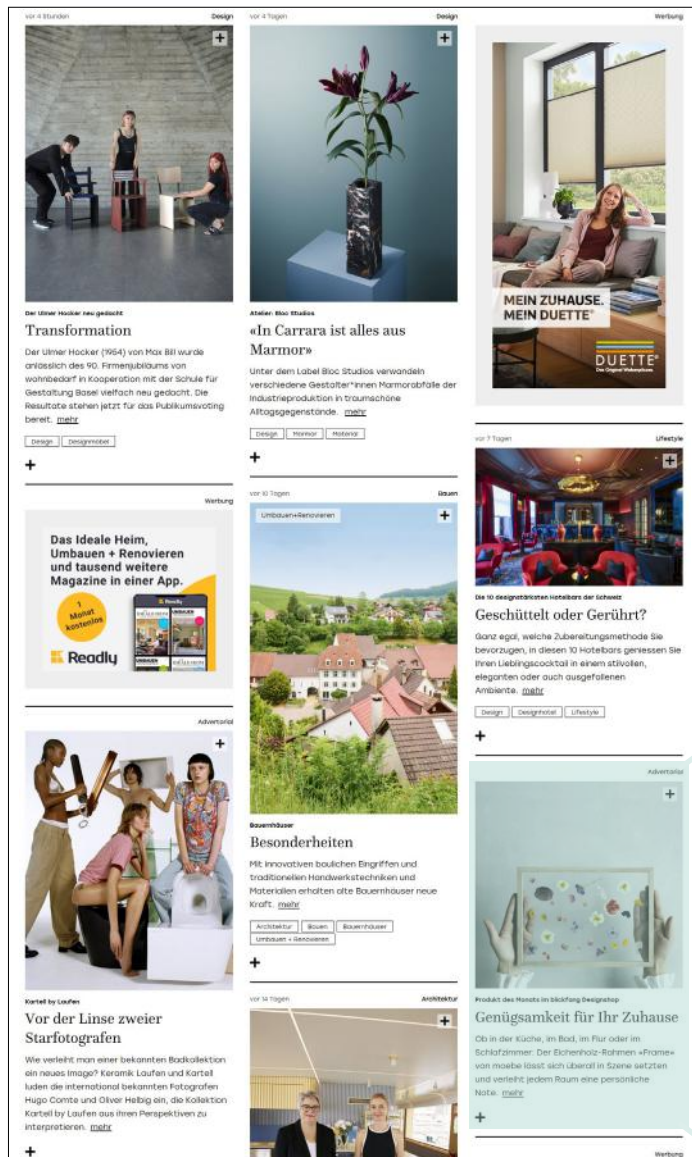 vor 4 Stunden Design
Der Ulmer Hocker neu gedacht
Transformation
Der Ulmer Hocker (1954) von Max Bill wurde
anlässlich des 90. Firmenjubiläums von
wohnbedarf in Kooperation mit der Schule für
Gestaltung Basel vielfach neu gedacht. Die
Resultate stehen jetzt für das Publikumsvoting
bereit. mehr
Design Designmöbel
+
Werbung
Das Ideale Heim,
Umbauen + Renovieren
und tausend weitere
Magazine in einer App.
1
Monat
kostenlos
Readly
Readly
Advertorial
Kartell by Laufen
Vor der Linse zweier
Starfotografen
Wie verleiht man einer bekannten Badkollektion
ein neues Image? Keramik Laufen und Kartell
luden die international bekannten Fotografen
Hugo Comte und Oliver Helbig ein, die Kollektion
Kartell by Laufen aus ihren Perspektiven zu
interpretieren. mehr
+
vor 4 Tagen Design
Atelier: Bloc Studios
«In Carrara ist alles aus
Marmor»
Unter dem Label Bloc Studios verwandeln
verschiedene Gestalter*innen Marmorabfälle der
Industrieproduktion in traumschöne
Alltagsgegenstände. mehr
Design Marmor Material
+
vor 10 Tagen Bauen
Umbauen+Renovieren
Bauernhäuser
Besonderheiten
Mit innovativen baulichen Eingriffen und
traditionellen Handwerkstechniken und
Materialien erhalten alte Bauernhäuser neue
Kraft. mehr
Architektur Bauen Bauernhäuser
Umbauen + Renovieren
+
vor 14 Tagen Architektur
Werbung
MEIN ZUHAUSE.
MEIN DUETTE®
DUETTE®
Das Original Wabenplissee.
vor 7 Tagen Lifestyle
Die 10 designstärksten Hotelbars der Schweiz
Geschüttelt oder Gerührt?
Ganz egal, welche Zubereitungsmethode Sie
bevorzugen, in diesen 10 Hotelbars geniessen Sie
Ihren Lieblingscocktail in einem stilvollen,
eleganten oder auch ausgefallenen
Ambiente. mehr
Design Designhotel Lifestyle
+
Advertorial
Produkt des Monats im blickfang Designshop
Genügsamkeit für Ihr Zuhause
Ob in der Küche, im Bad, im Flur oder im
Schlafzimmer: Der Eichenholz-Rahmen «Frame»
von moebe lässt sich überall in Szene setzten
und verleiht jedem Raum eine persönliche
Note. mehr
+
Werbung